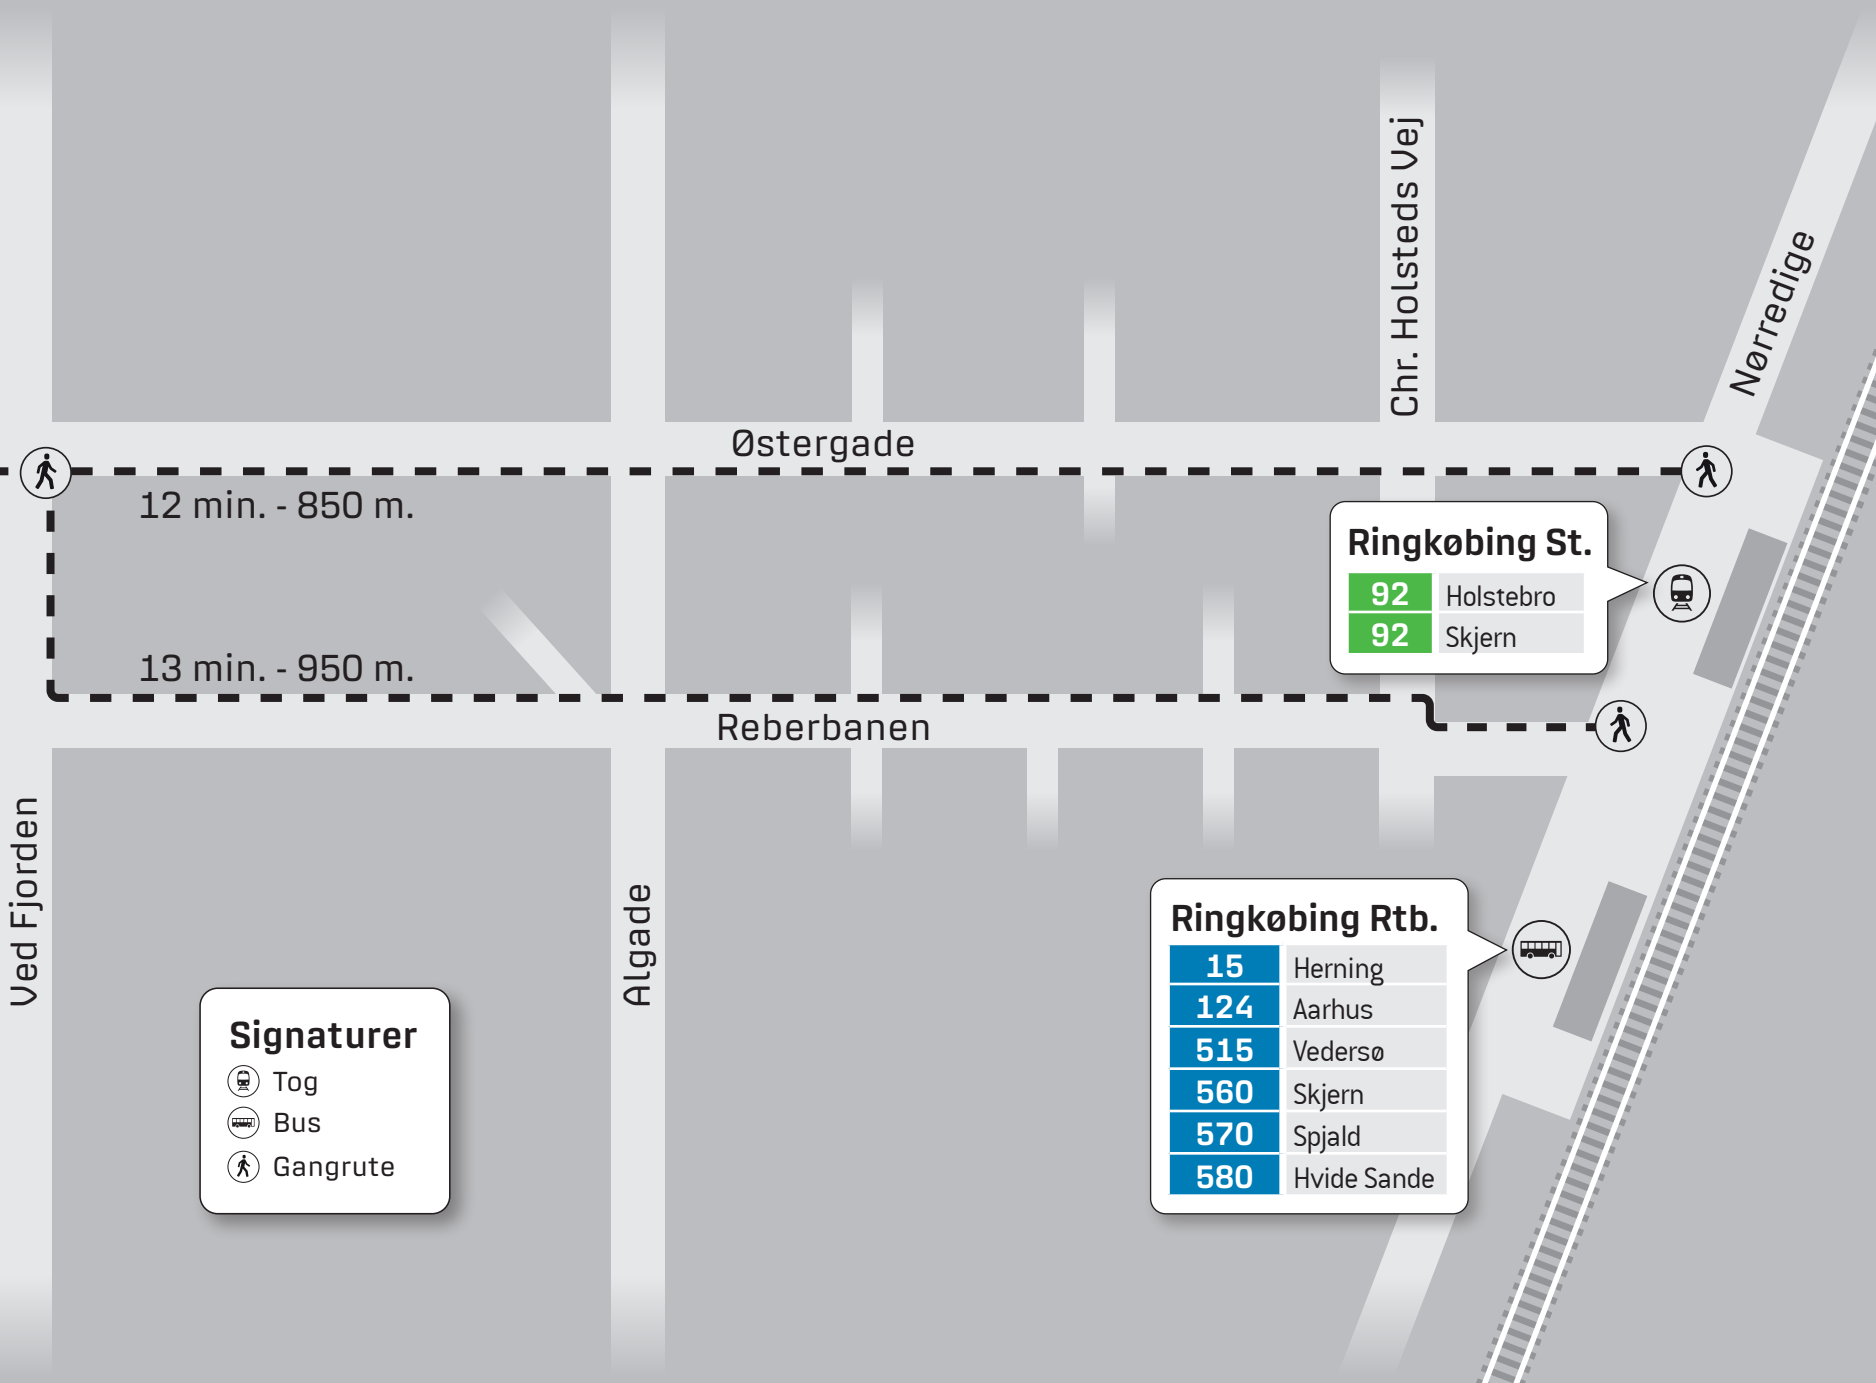 Chr. Holsteds Vej
Nørredige
Østergade
12 min. - 850 m.
Ringkøbing St.
92 Holstebro
92 Skjern
13 min. - 950 m.
Reberbanen
Ved Fjorden
Algade
Ringkøbing Rtb.
15 Herning
124 Aarhus
515 Vedersø
560 Skjern
570 Spjald
580 Hvide Sande
Signaturer
Tog
Bus
Gangrute